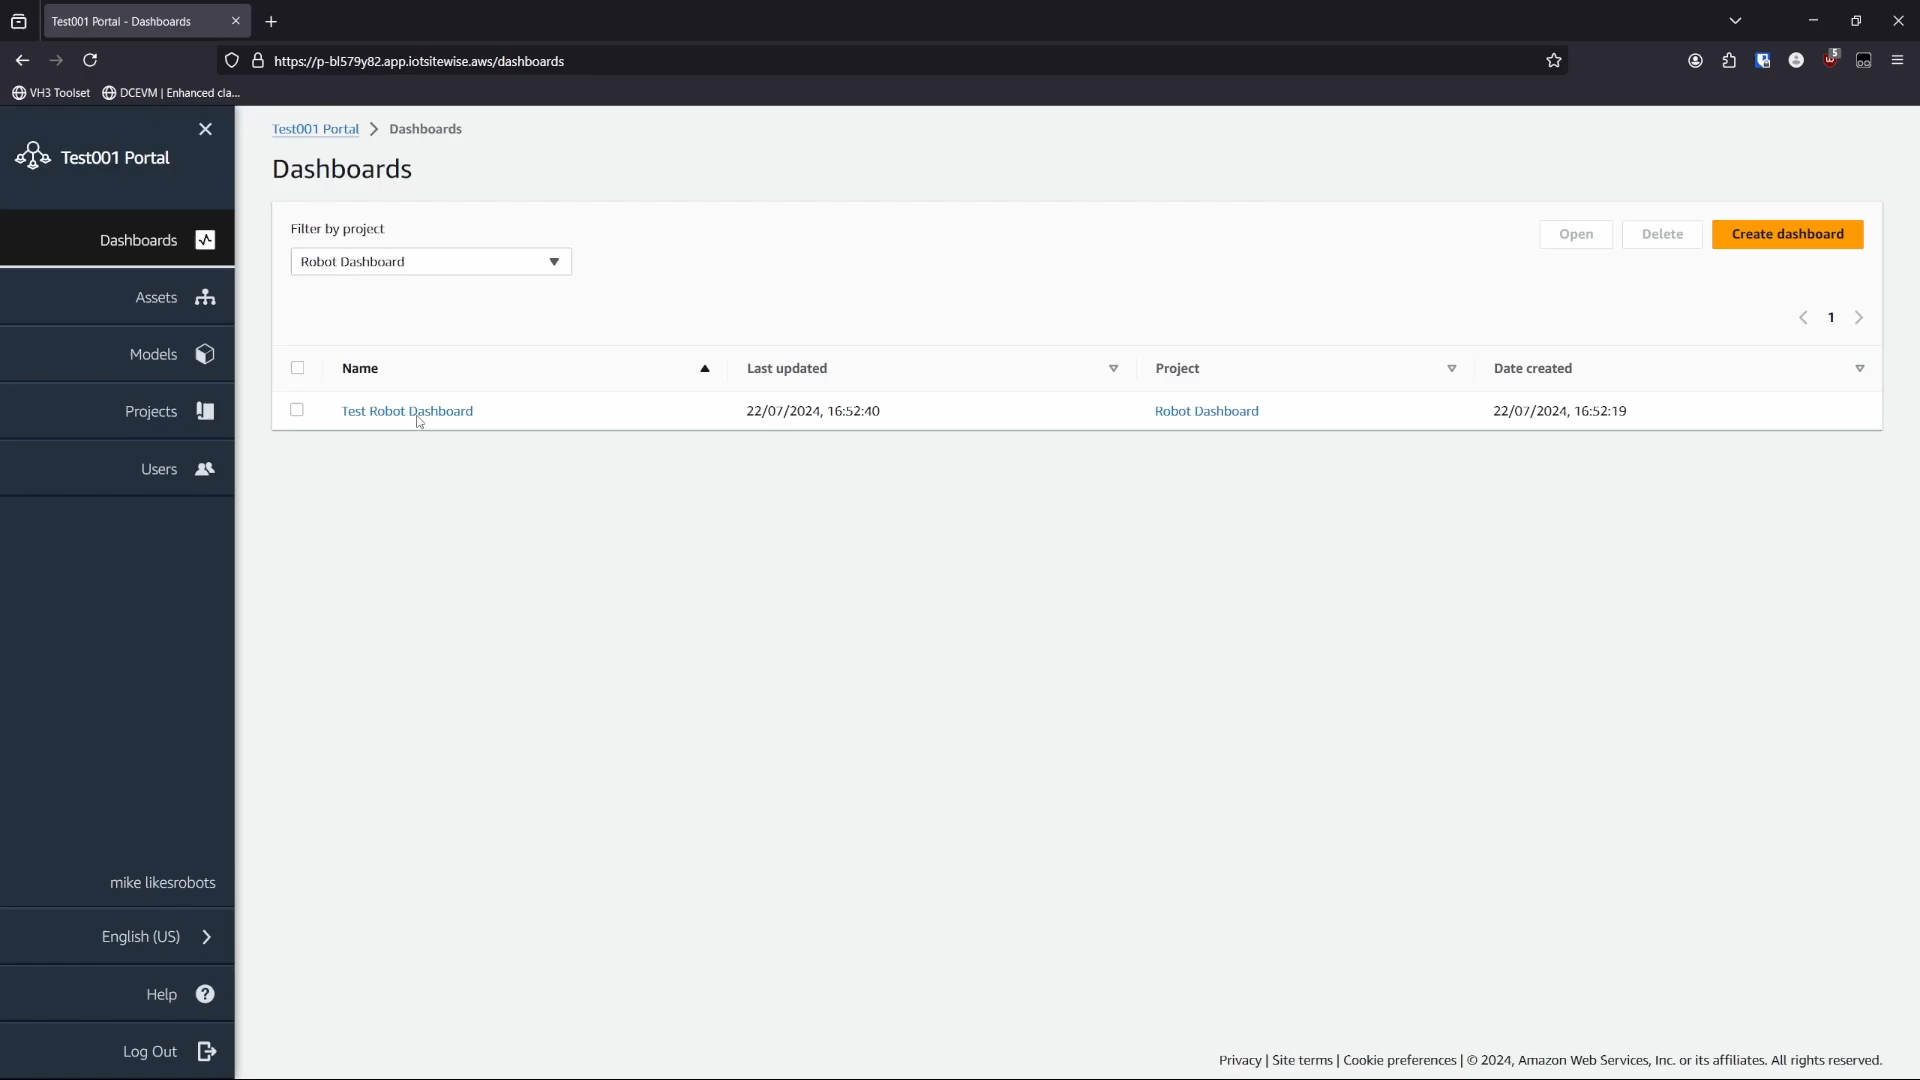 Test001 Portal - Dashboards
https://p-bl579y82.app.iotsitewise.aws/dashboards
5
VH3 Toolset
DCEVM | Enhanced cla...
Test001 Portal
Dashboards
Assets
Models
Projects
Users
mike likesrobots
English (US)
Help
Log Out
Test001 Portal > Dashboards
Dashboards
Filter by project
Robot Dashboard
Open
Delete
Create dashboard
1
Name
Last updated
Project
Date created
Test Robot Dashboard
22/07/2024, 16:52:40
Robot Dashboard
22/07/2024, 16:52:19
Privacy | Site terms | Cookie preferences | © 2024, Amazon Web Services, Inc. or its affiliates. All rights reserved.